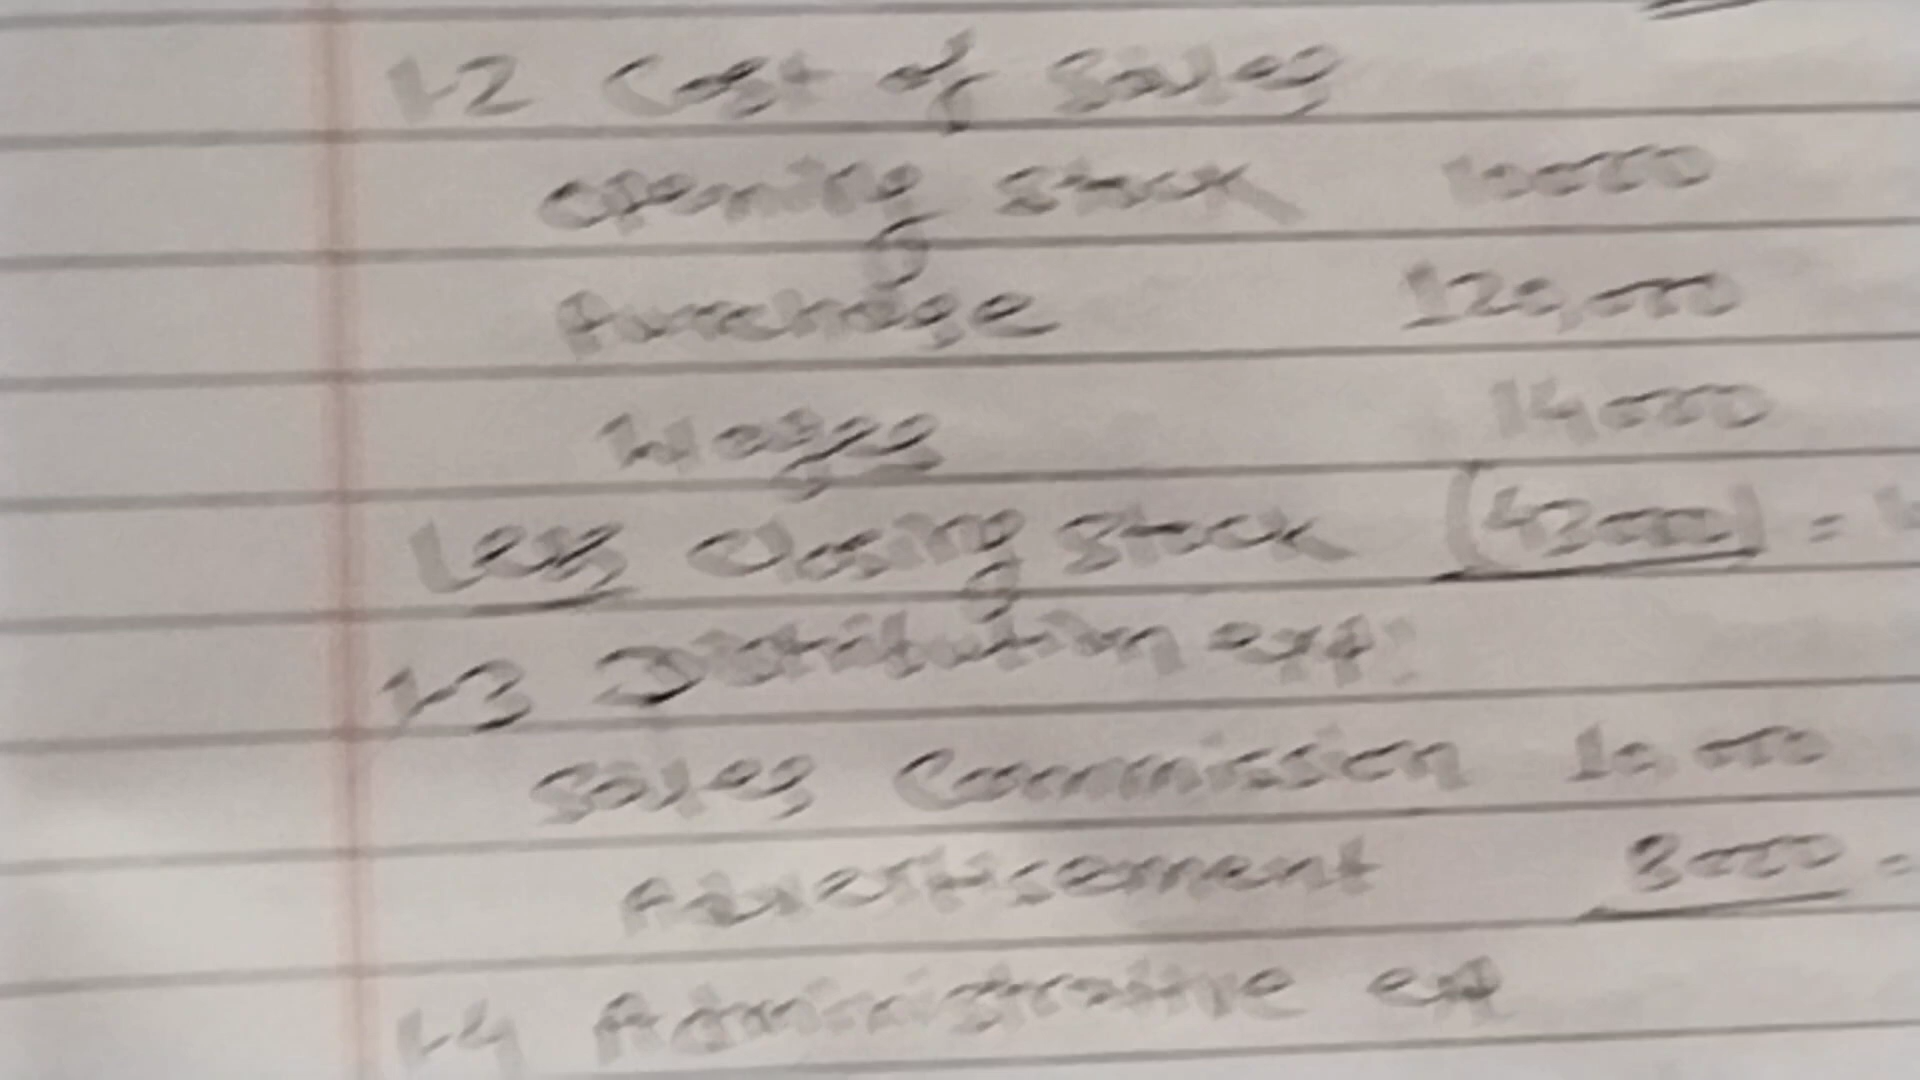 1-2 Cost of Sales
Opening Stock 10000
Purchase 120,000
Wages 14000
Less Closing Stock (43000) =
1-3 Distribution exp:
Sales Commission 10,000
Advertisement 8000 =
1-4 Administrative exp